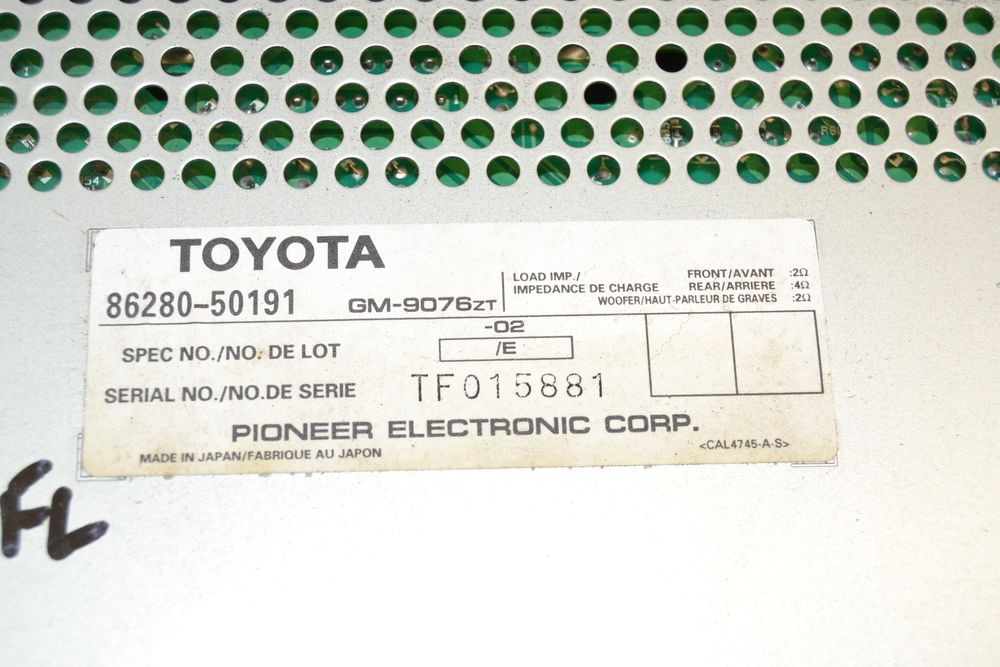 TOYOTA
86280-50191 GM-9076ZT
LOAD IMP./
IMPEDANCE DE CHARGE
FRONT/AVANT :2Ω
REAR/ARRIERE :4Ω
WOOFER/HAUT-PARLEUR DE GRAVES :2Ω
-02
SPEC NO./NO. DE LOT /E
SERIAL NO./NO.DE SERIE TF015881
PIONEER ELECTRONIC CORP.
MADE IN JAPAN/FABRIQUE AU JAPON
<CAL4745-A-S>
FL